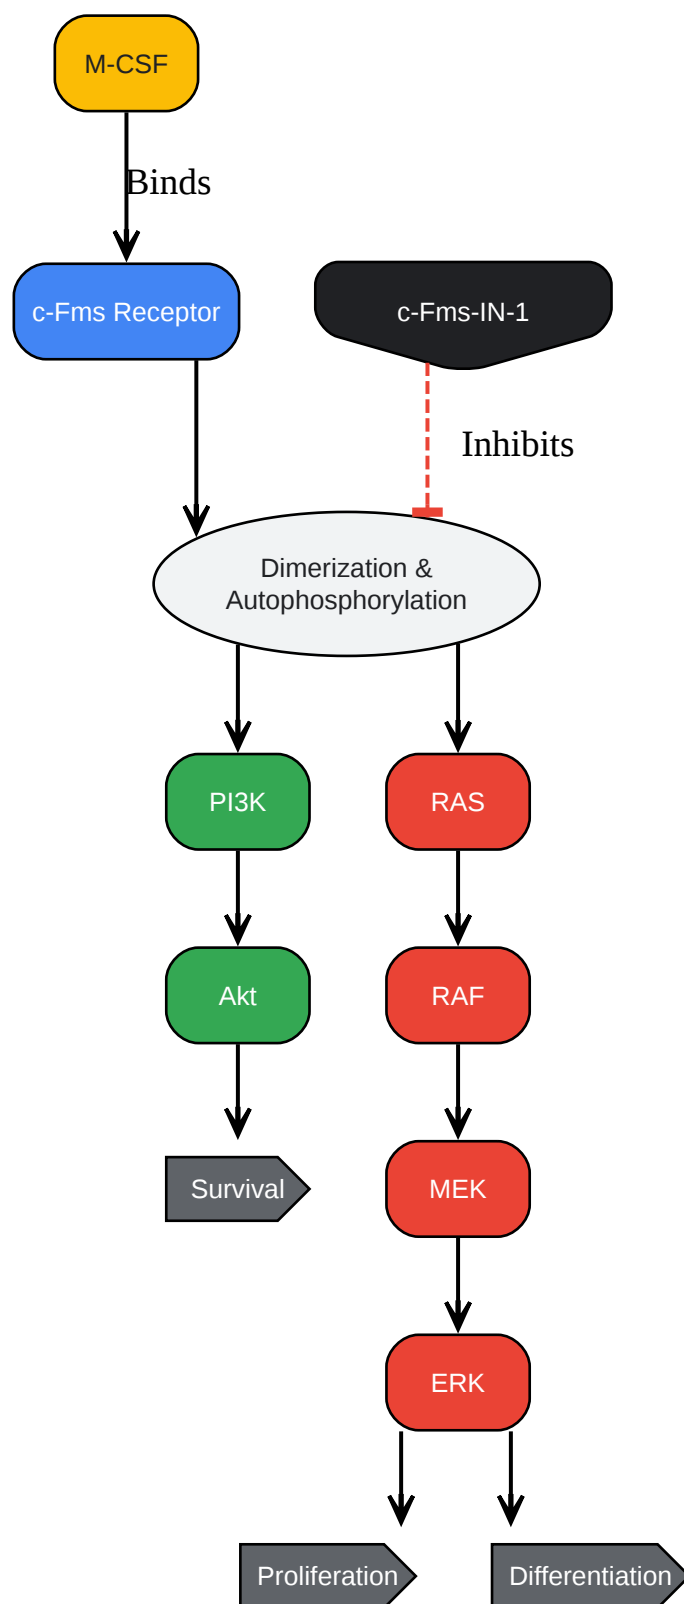 M-CSF
Binds
c-Fms Receptor
c-Fms-IN-1
Inhibits
Dimerization &
Autophosphorylation
PI3K
RAS
Akt
RAF
Survival
MEK
ERK
Proliferation
Differentiation